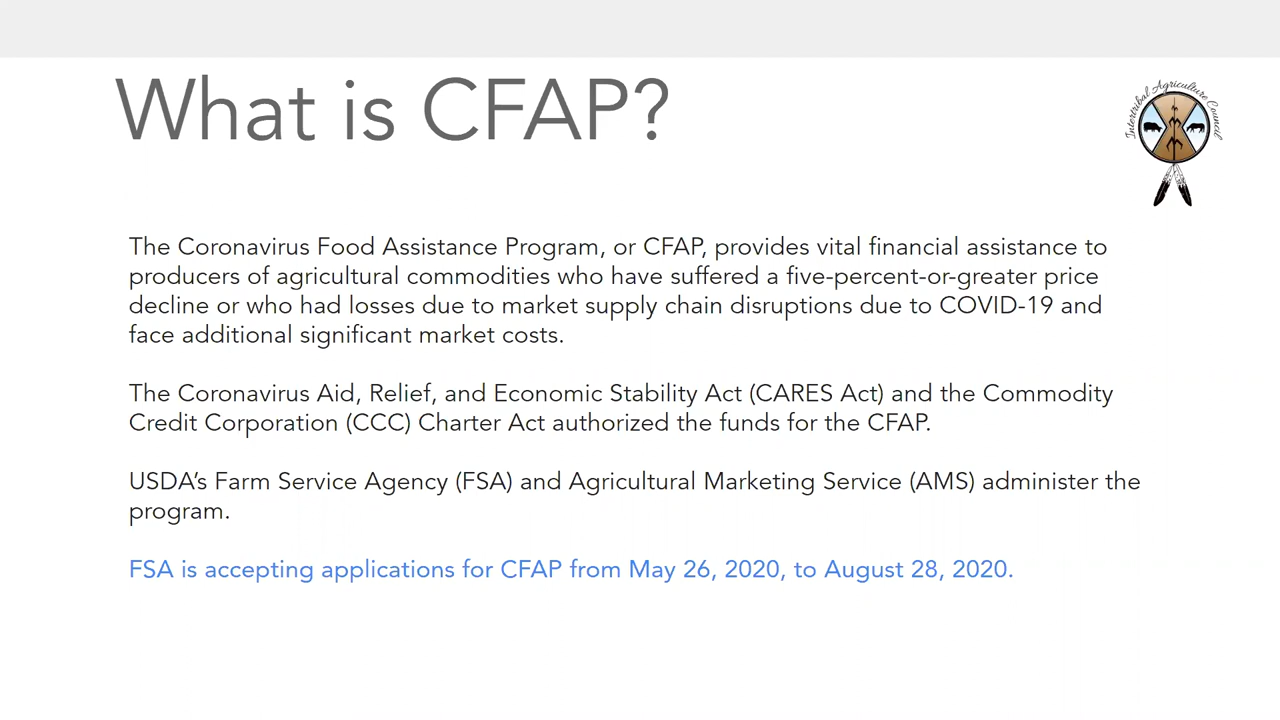 What is CFAP?
Intertribal Agriculture Council
The Coronavirus Food Assistance Program, or CFAP, provides vital financial assistance to
producers of agricultural commodities who have suffered a five-percent-or-greater price
decline or who had losses due to market supply chain disruptions due to COVID-19 and
face additional significant market costs.
The Coronavirus Aid, Relief, and Economic Stability Act (CARES Act) and the Commodity
Credit Corporation (CCC) Charter Act authorized the funds for the CFAP.
USDA’s Farm Service Agency (FSA) and Agricultural Marketing Service (AMS) administer the
program.
FSA is accepting applications for CFAP from May 26, 2020, to August 28, 2020.